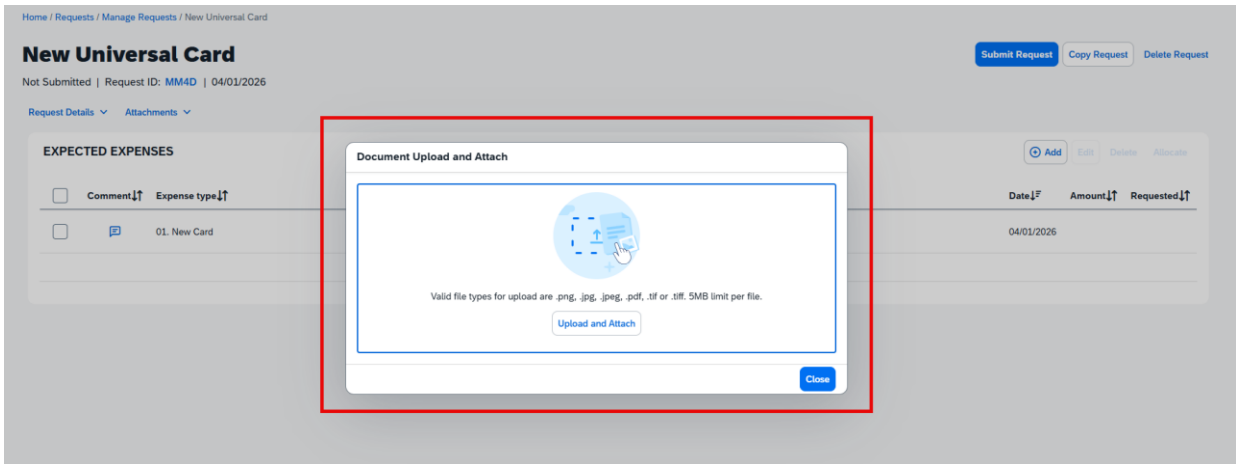 Home / Requests / Manage Requests / New Universal Card
New Universal Card
Submit Request Copy Request Delete Request
Not Submitted | Request ID: MM4D | 04/01/2026
Request Details Attachments
EXPECTED EXPENSES
Add Edit Delete Allocate
Document Upload and Attach
Comment Expense type Date Amount Requested
01. New Card 04/01/2026
Valid file types for upload are .png, .jpg, .jpeg, .pdf, .tif or .tiff. 5MB limit per file.
Upload and Attach
Close